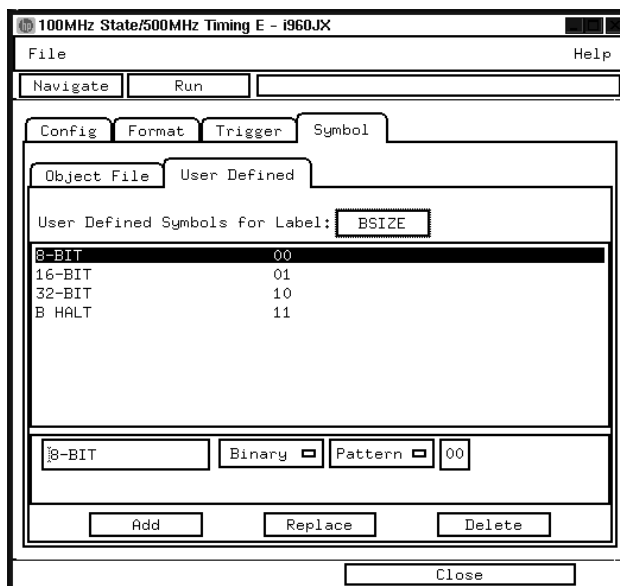 100MHz State/500MHz Timing E - i960JX
File Help
Navigate Run
Config Format Trigger Symbol
Object File User Defined
User Defined Symbols for Label: BSIZE
8-BIT 00
16-BIT 01
32-BIT 10
B HALT 11
8-BIT Binary Pattern 00
Add Replace Delete
Close